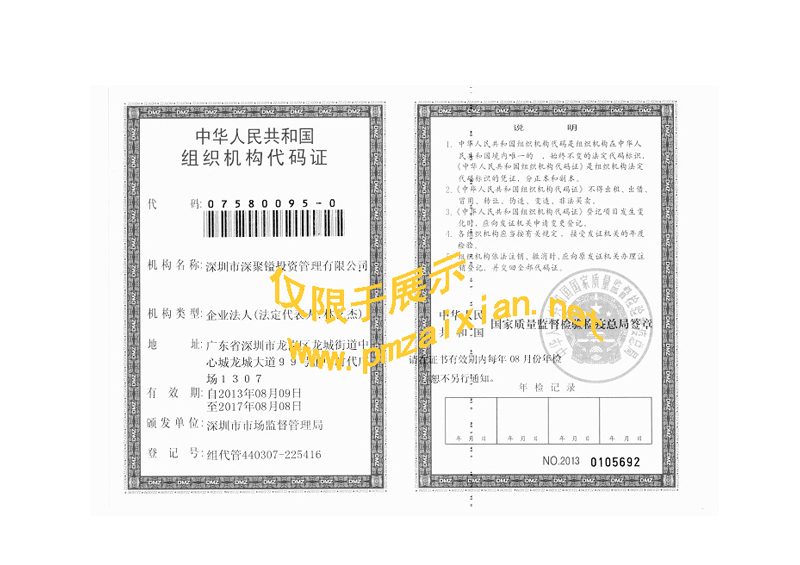 中华人民共和国
组织机构代码证
代 码: 07580095-0
机构名称: 深圳市深聚镒投资管理有限公司
机构类型: 企业法人(法定代表人: 杰)
地 址: 广东省深圳市龙 区龙城街道中
心城龙城大道99
场1307
有 效 期: 自2013年08月09日
至2017年08月08日
颁发单位: 深圳市市场监督管理局
登 记 号: 组代管440307-225416
说 明
1. 中华人民共和国组织机构代码是组织机构在中华人
民共和国境内唯一的 、始终不变的法定代码标识,
《中华人民共和国组织机构代码证》是组织机构法定
代码标识的凭证,分正本和副本。
2.《中华人民共和国组织机构代码证》不得出租、出借、
冒用、转让、伪造、变造、非法买卖。
3.《中华人民共和国组织机构代码证》登记项目发生变
化时,应向发证机关申请变更登记。
4. 各组织机构应当按有关规定,接受发证机关的年度
检验。
组织机构依法注销、撤消时,应向原发证机关办理注
销登记,并交回全部代码证。
中华人民
共和国 国家质量监督检验检疫总局签章
请在证书有效期内每年08月份年检
恕不另行通知。
年检记录
年 月 日 年 月 日 年 月 日 年 月 日
NO.2013 0105692
仅限于展示
www.pmzaixian.net